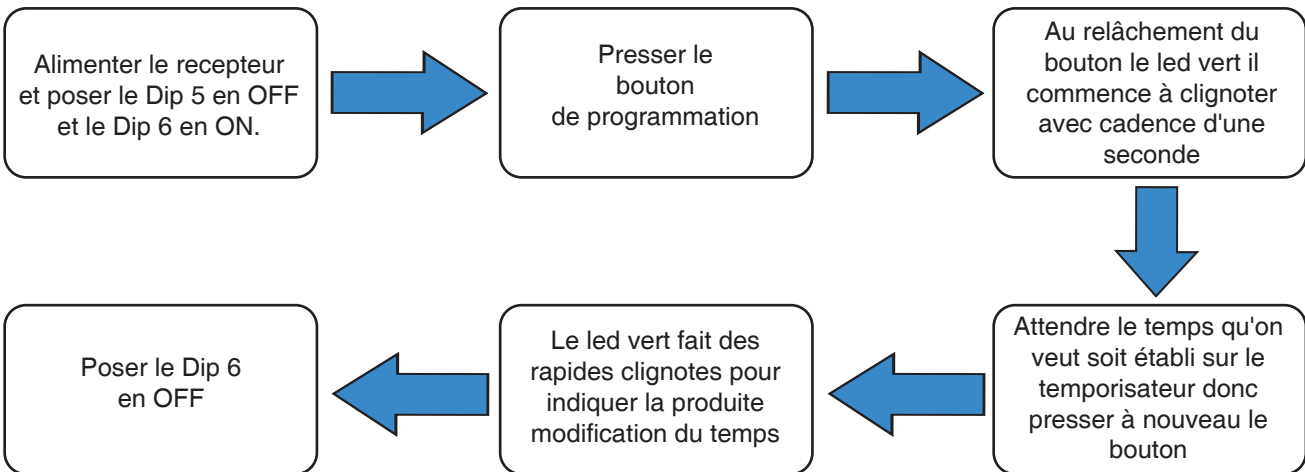 Alimenter le recepteur
et poser le Dip 5 en OFF
et le Dip 6 en ON.
Presser le
bouton
de programmation
Au relâchement du
bouton le led vert il
commence à clignoter
avec cadence d'une
seconde
Attendre le temps qu'on
veut soit établi sur le
temporisateur donc
presser à nouveau le
bouton
Le led vert fait des
rapides clignotes pour
indiquer la produite
modification du temps
Poser le Dip 6
en OFF